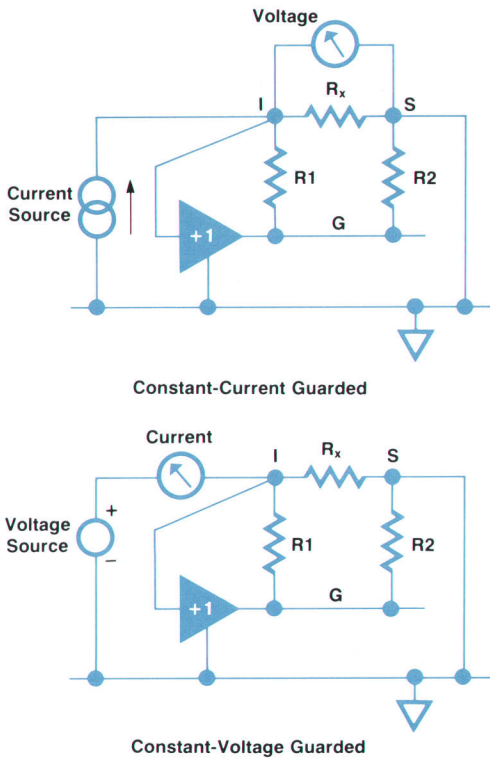 Voltage
Rx
I
S
R1
R2
Current
Source
+1
G
Constant-Current Guarded
Current
I
Rx
S
+
Voltage
Source
−
R1
R2
+1
G
Constant-Voltage Guarded